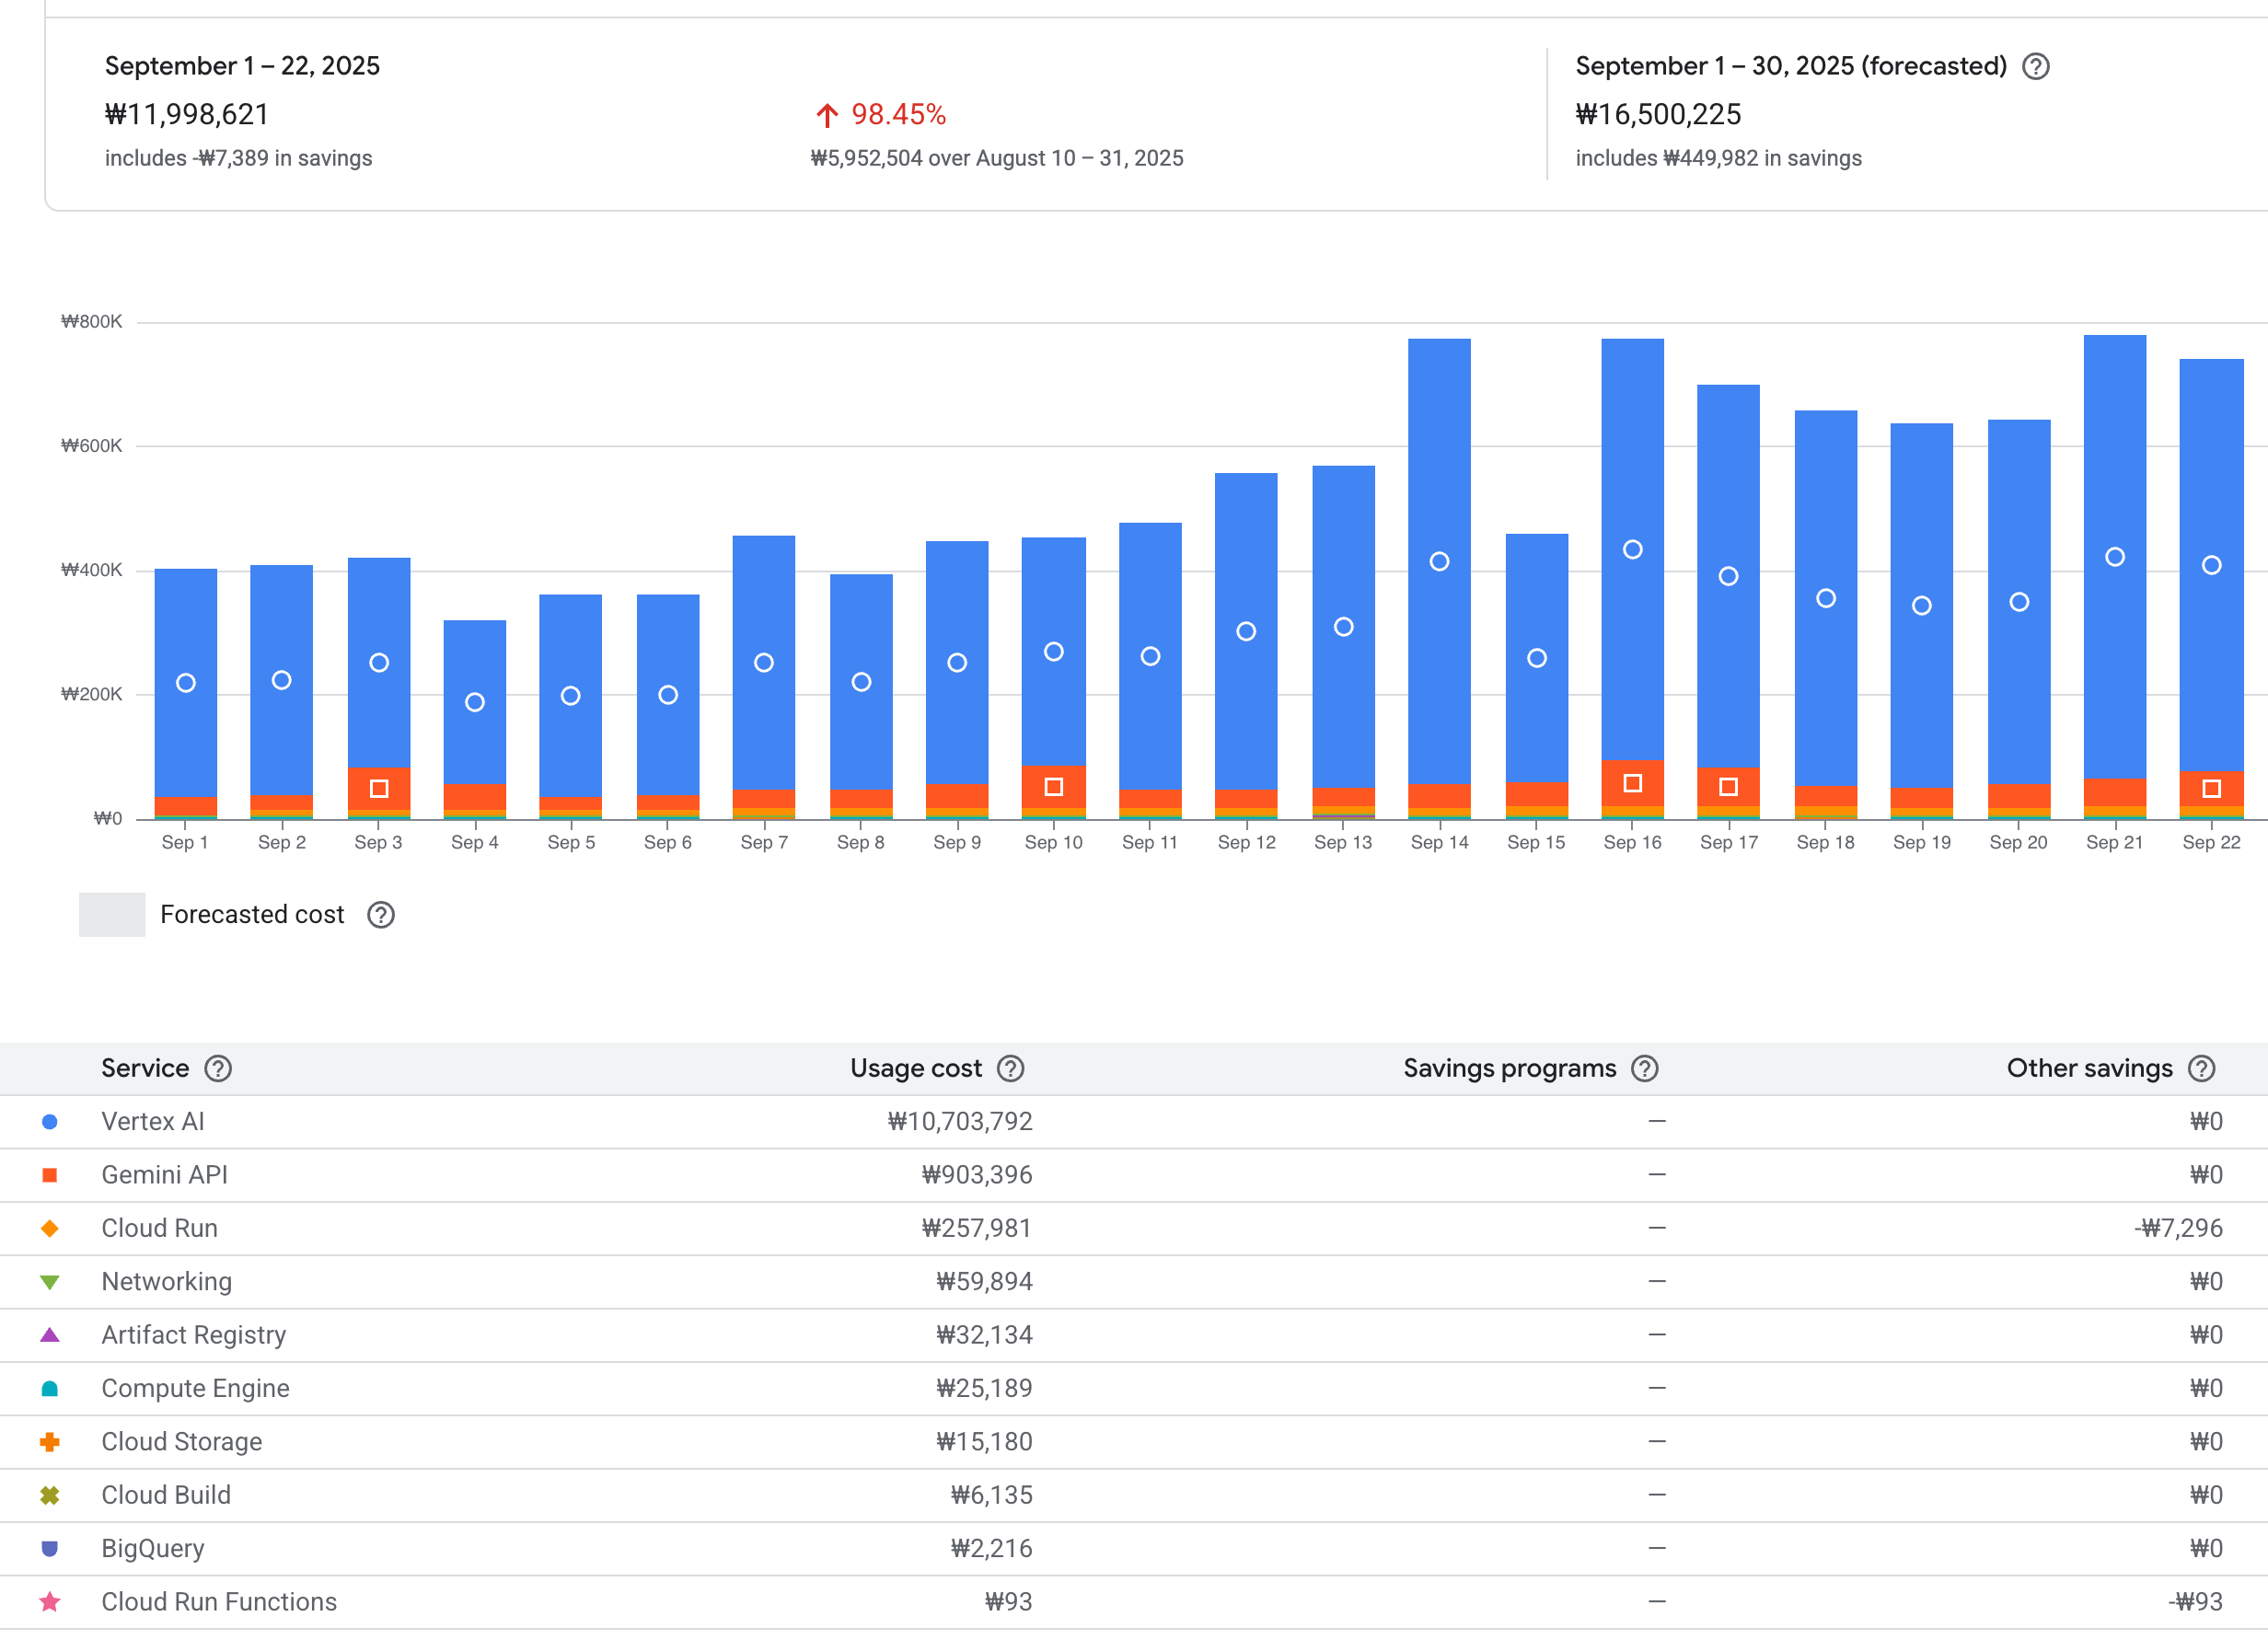 September 1 – 22, 2025
₩11,998,621
includes -₩7,389 in savings
98.45%
₩5,952,504 over August 10 – 31, 2025
September 1 – 30, 2025 (forecasted)
₩16,500,225
includes ₩449,982 in savings
₩800K
₩600K
₩400K
₩200K
₩0
Sep 1 Sep 2 Sep 3 Sep 4 Sep 5 Sep 6 Sep 7 Sep 8 Sep 9 Sep 10 Sep 11 Sep 12 Sep 13 Sep 14 Sep 15 Sep 16 Sep 17 Sep 18 Sep 19 Sep 20 Sep 21 Sep 22
Forecasted cost
Service Usage cost Savings programs Other savings
Vertex AI ₩10,703,792 — ₩0
Gemini API ₩903,396 — ₩0
Cloud Run ₩257,981 — -₩7,296
Networking ₩59,894 — ₩0
Artifact Registry ₩32,134 — ₩0
Compute Engine ₩25,189 — ₩0
Cloud Storage ₩15,180 — ₩0
Cloud Build ₩6,135 — ₩0
BigQuery ₩2,216 — ₩0
Cloud Run Functions ₩93 — -₩93